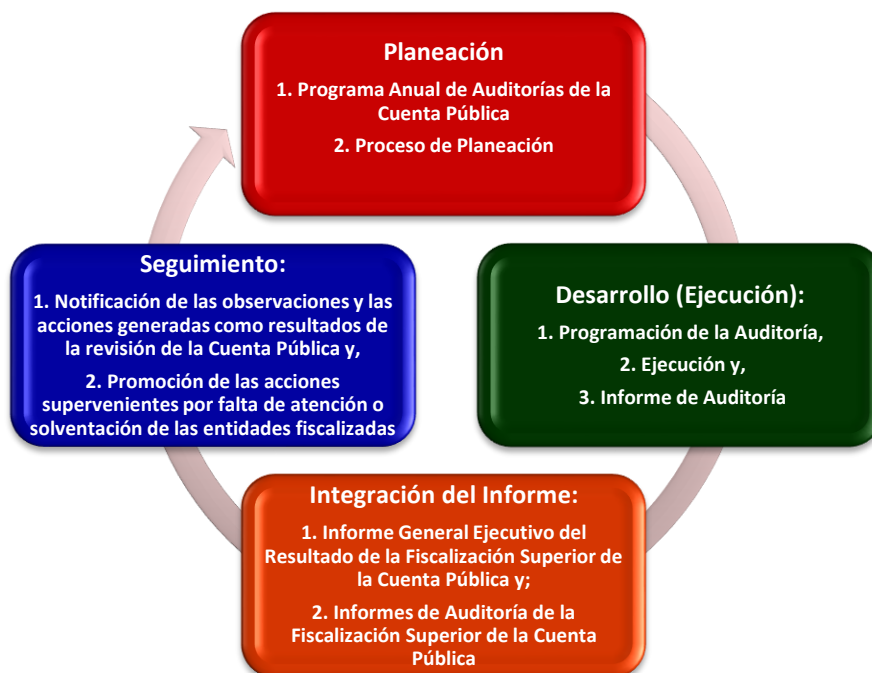 Planeación
1. Programa Anual de Auditorías de la
Cuenta Pública
2. Proceso de Planeación
Desarrollo (Ejecución):
1. Programación de la Auditoría,
2. Ejecución y,
3. Informe de Auditoría
Integración del Informe:
1. Informe General Ejecutivo del
Resultado de la Fiscalización Superior de
la Cuenta Pública y;
2. Informes de Auditoría de la
Fiscalización Superior de la Cuenta
Pública
Seguimiento:
1. Notificación de las observaciones y las
acciones generadas como resultados de
la revisión de la Cuenta Pública y,
2. Promoción de las acciones
supervenientes por falta de atención o
solventación de las entidades fiscalizadas